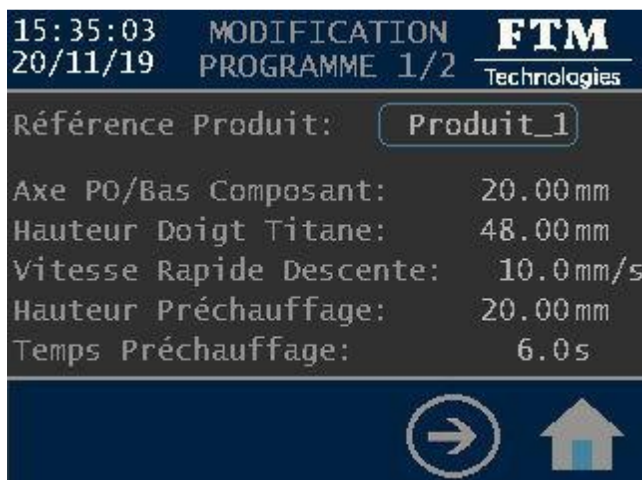 15:35:03
20/11/19
MODIFICATION
PROGRAMME 1/2
FTM
Technologies
Référence Produit: Produit_1
Axe PO/Bas Composant: 20.00mm
Hauteur Doigt Titane: 48.00mm
Vitesse Rapide Descente: 10.0mm/s
Hauteur Préchauffage: 20.00mm
Temps Préchauffage: 6.0s